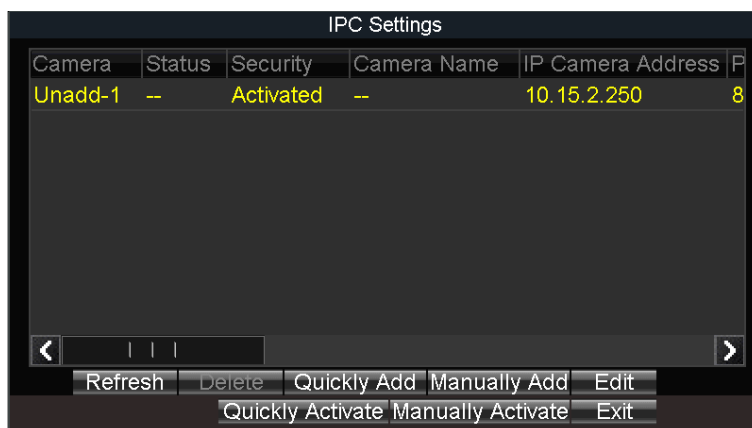 IPC Settings
Camera Status Security Camera Name IP Camera Address P
Unadd-1 -- Activated -- 10.15.2.250 8
Refresh Delete Quickly Add Manually Add Edit
Quickly Activate Manually Activate Exit